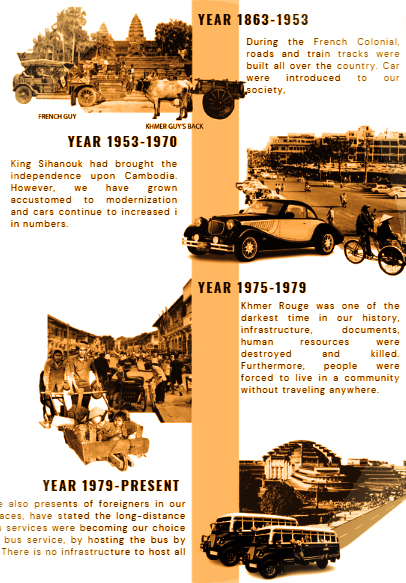 YEAR 1863-1953
During the French Colonial,
roads and train tracks were
built all over the country. Car
were introduced to our
society,
FRENCH GUY
KHMER GUY'S BACK
YEAR 1953-1970
King Sihanouk had brought the
independence upon Cambodia.
However, we have grown
accustomed to modernization
and cars continue to increased i
in numbers.
YEAR 1975-1979
Khmer Rouge was one of the
darkest time in our history,
infrastructure, documents,
human resources were
destroyed and killed.
Furthermore, people were
forced to live in a community
without traveling anywhere.
YEAR 1979-PRESENT
also presents of foreigners in our
have stated the long-distance
services were becoming our choice
bus service, by hosting the bus by
There is no infrastructure to host all